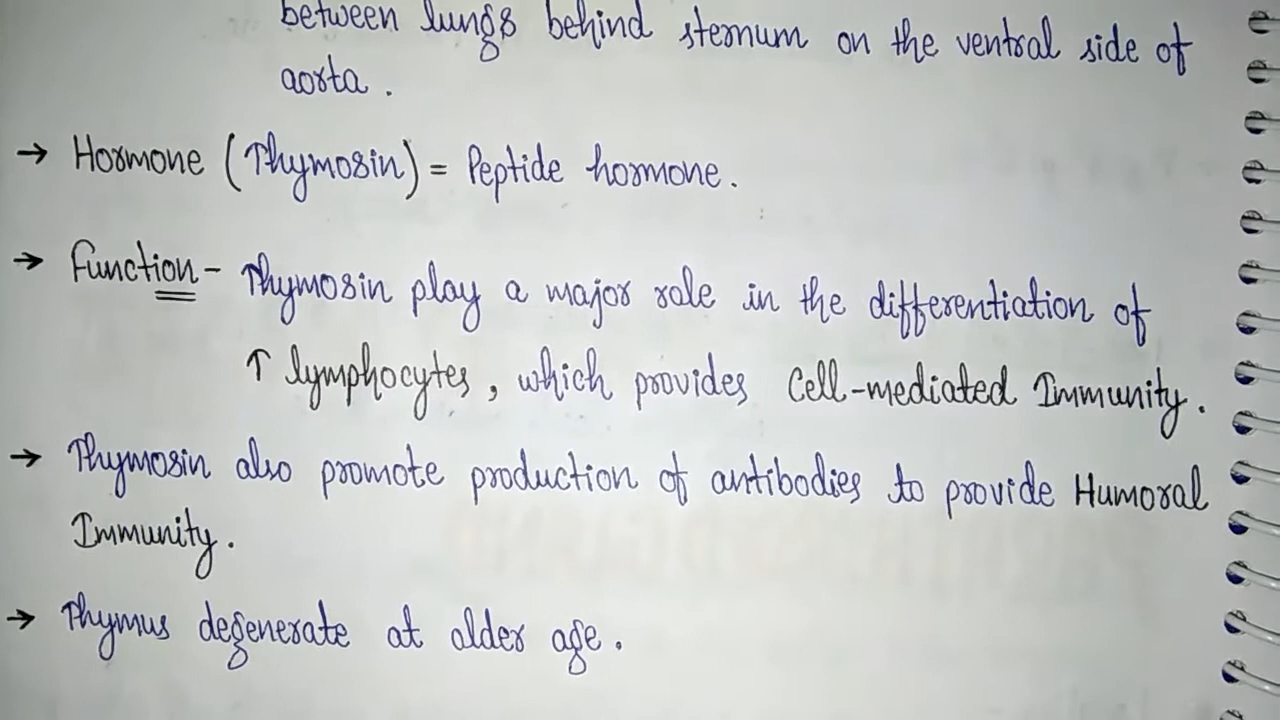 between lungs behind sternum on the ventral side of
aorta.
→ Hormone (Thymosin) = Peptide hormone.
→ Function - Thymosin play a major role in the differentiation of
T lymphocytes, which provides Cell-mediated Immunity.
→ Thymosin also promote production of antibodies to provide Humoral
Immunity.
→ Thymus degenerate at older age.